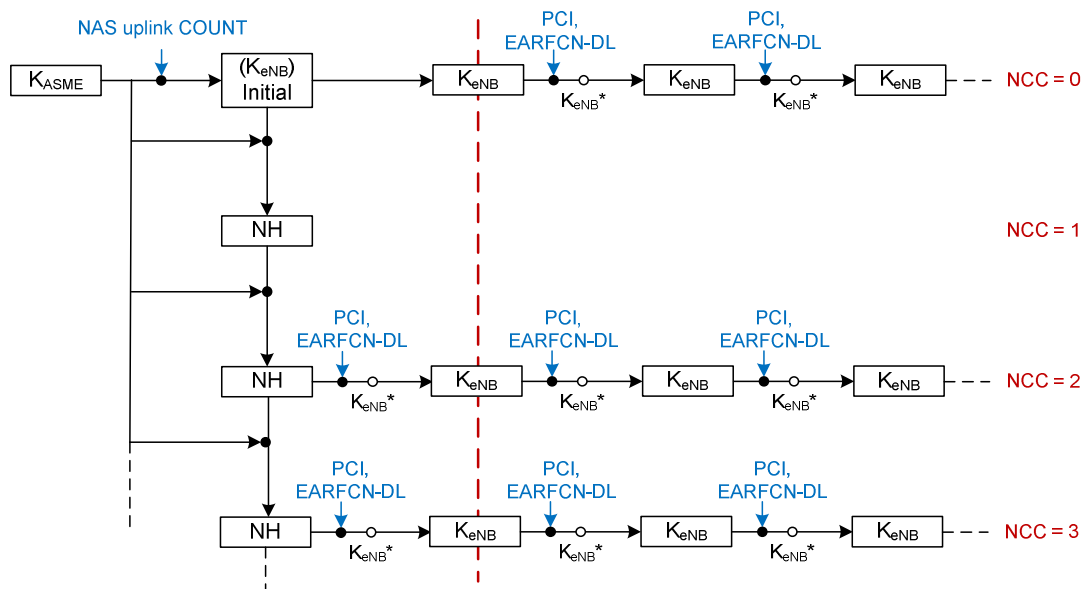 NAS uplink COUNT
PCI,
EARFCN-DL
PCI,
EARFCN-DL
KASME
(KeNB)
Initial
KeNB
KeNB*
KeNB
KeNB*
KeNB
NCC = 0
NH
NCC = 1
PCI,
EARFCN-DL
PCI,
EARFCN-DL
PCI,
EARFCN-DL
NH
KeNB*
KeNB
KeNB*
KeNB
KeNB*
KeNB
NCC = 2
PCI,
EARFCN-DL
PCI,
EARFCN-DL
PCI,
EARFCN-DL
NH
KeNB*
KeNB
KeNB*
KeNB
KeNB*
KeNB
NCC = 3